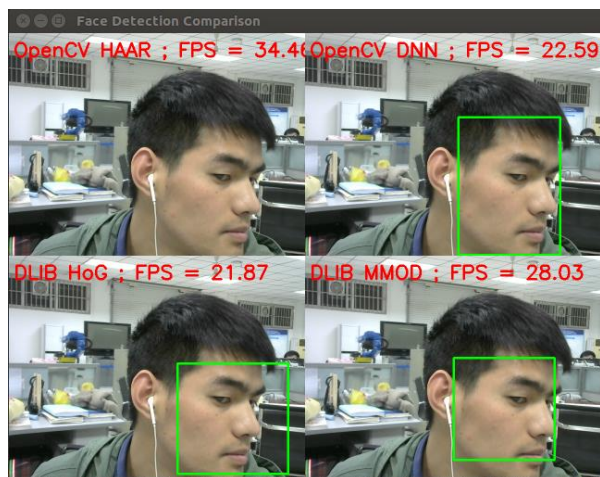 Face Detection Comparison
OpenCV HAAR ; FPS = 34.46
OpenCV DNN ; FPS = 22.59
DLIB HoG ; FPS = 21.87
DLIB MMOD ; FPS = 28.03